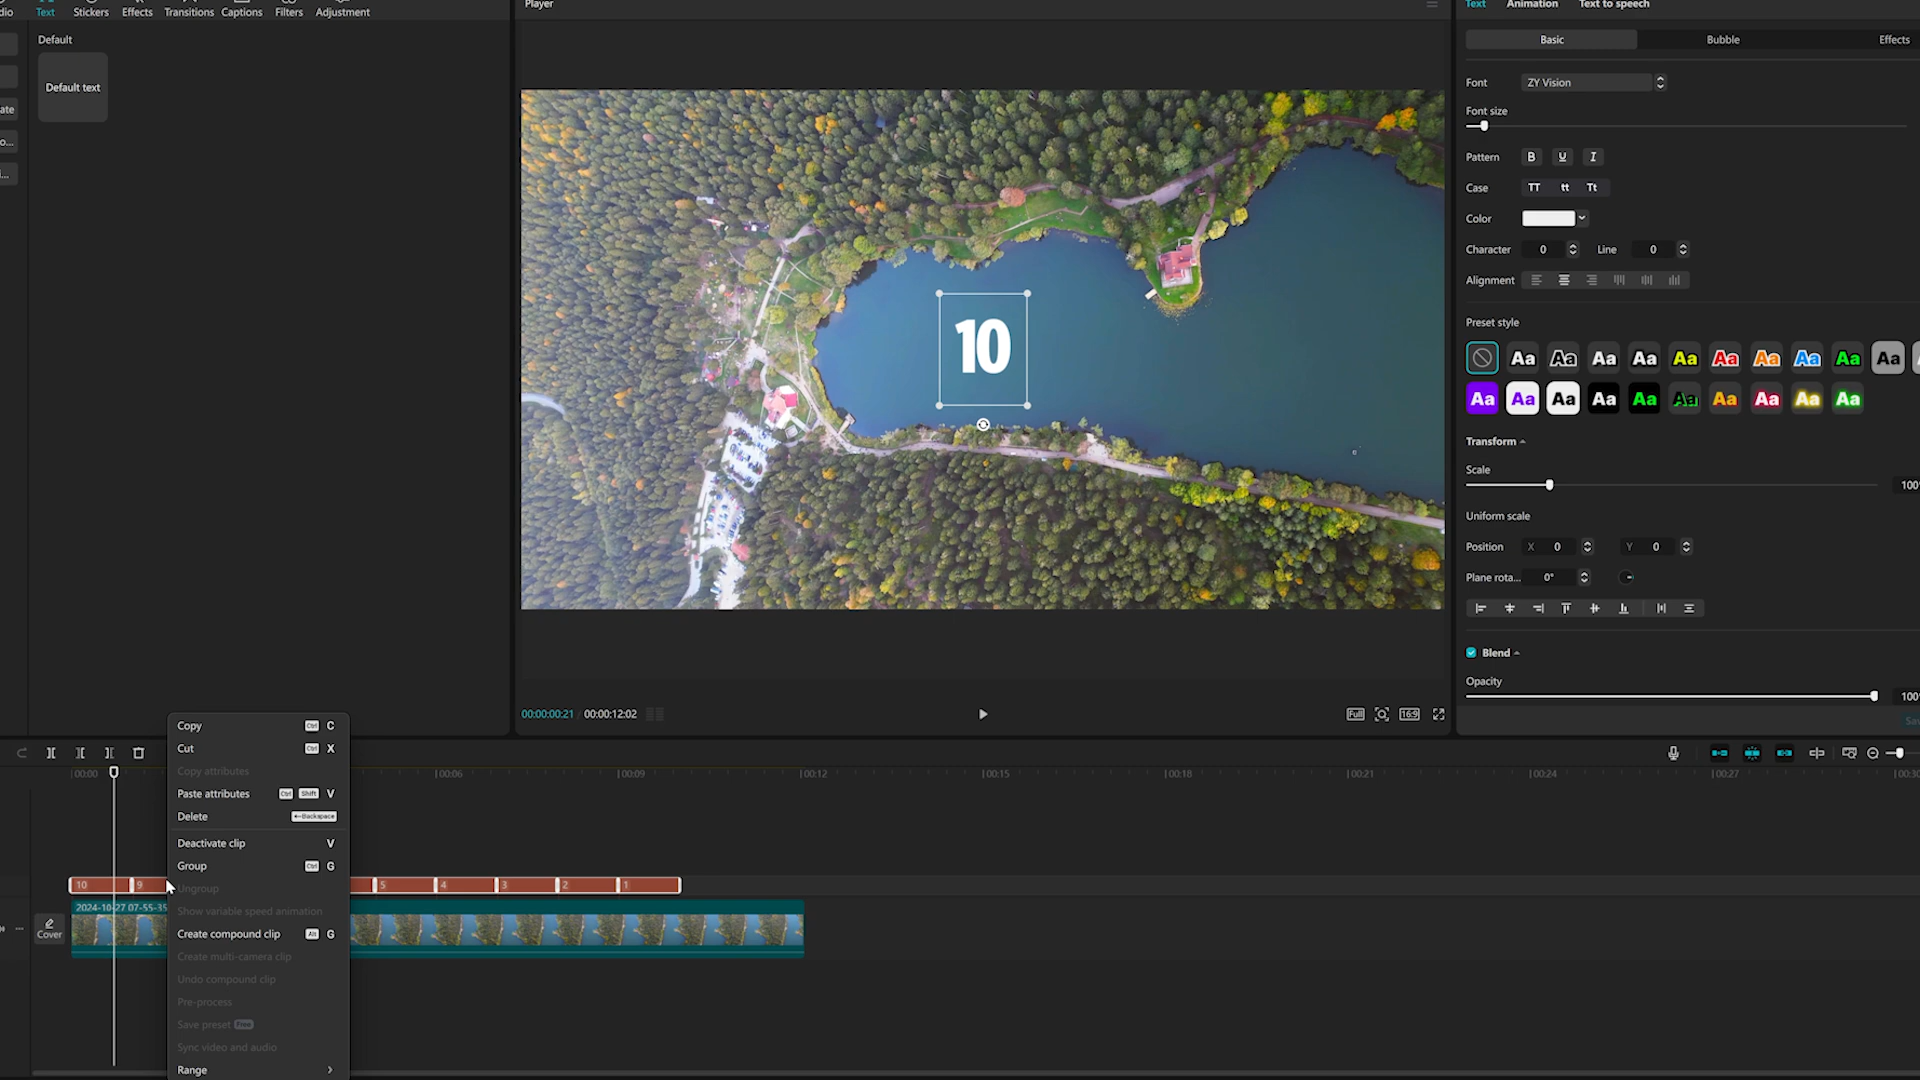 dio
Text
Stickers
Effects
Transitions
Captions
Filters
Adjustment
Default
Default text
ate
o...
...
Player
10
00:00:00:21 / 00:00:12:02
Full
16:9
Text
Animation
Text to speech
Basic
Bubble
Effects
Font
ZY Vision
Font size
Pattern
B U I
Case
TT tt Tt
Color
Character 0 Line 0
Alignment
Preset style
Aa Aa Aa Aa Aa Aa Aa Aa Aa Aa
Aa Aa Aa Aa Aa Aa Aa Aa Aa Aa
Transform
Scale
100%
Uniform scale
Position X 0 Y 0
Plane rota... 0°
Blend
Opacity
100%
Sa
00:00
00:06
00:09
00:12
00:15
00:18
00:21
00:24
00:27
00:30
10 9 5 4 3 2 1
2024-10-27 07-55-35
Cover
Copy Ctrl C
Cut Ctrl X
Copy attributes
Paste attributes Ctrl Shift V
Delete ←Backspace
Deactivate clip V
Group Ctrl G
Ungroup
Show variable speed animation
Create compound clip Alt G
Create multi-camera clip
Undo compound clip
Pre-process
Save preset Free
Sync video and audio
Range >